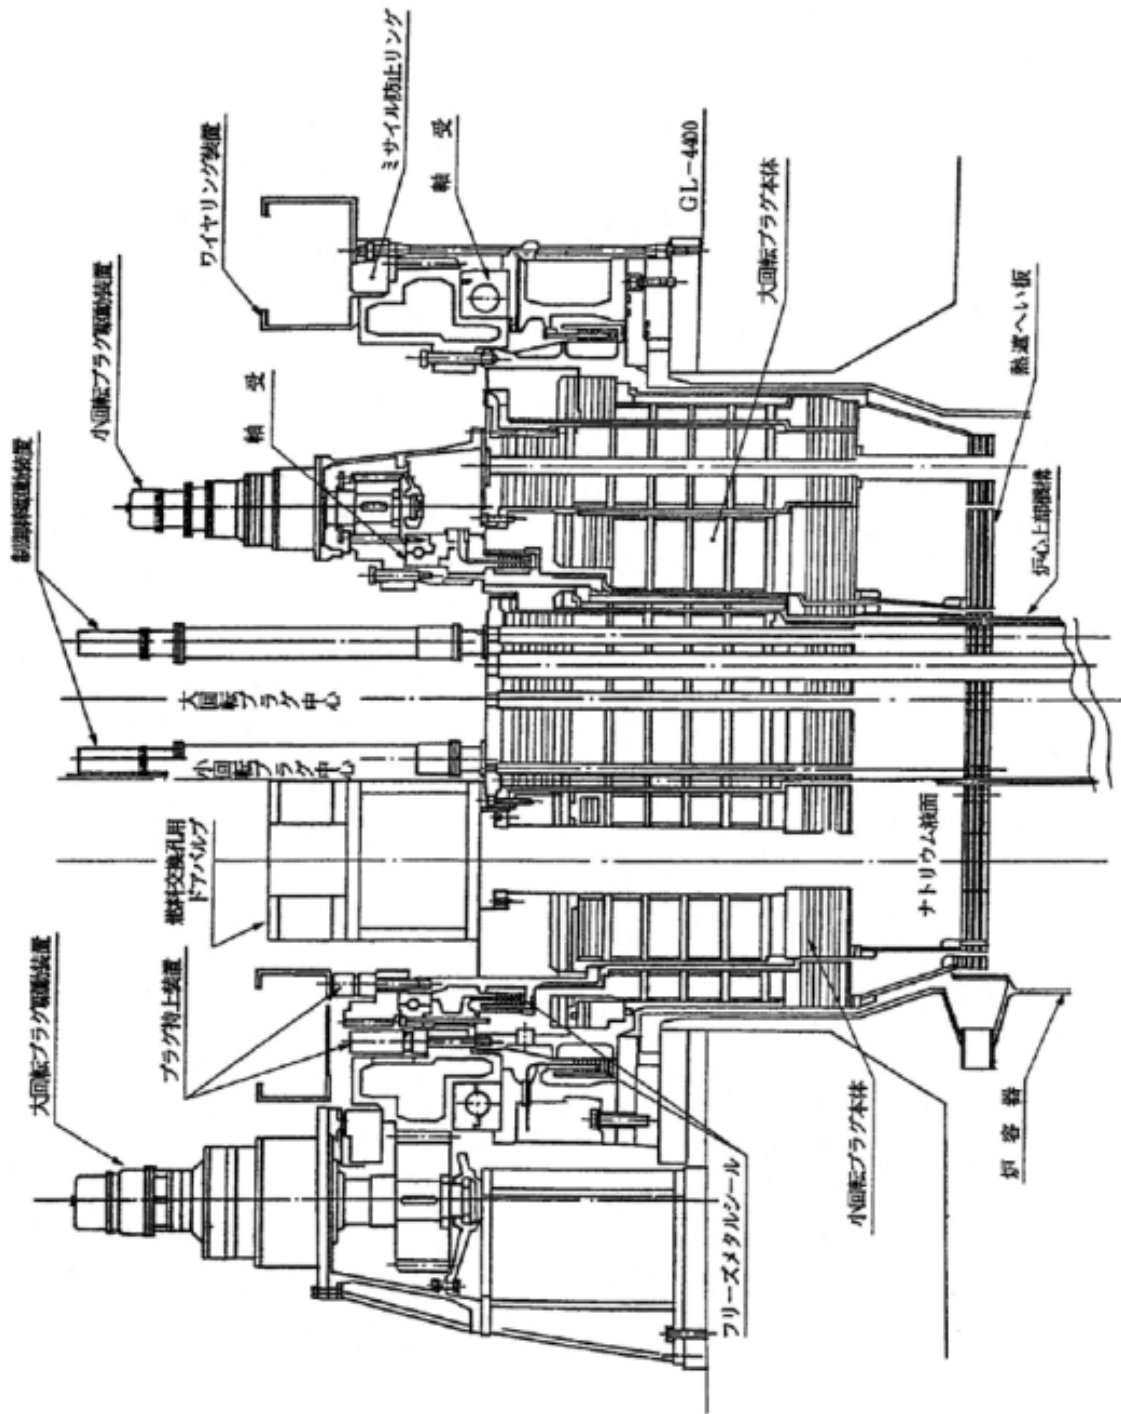 大回転プラグ駆動装置
プラグ持上装置
燃料交換孔用
ドアバルブ
小回転プラグ中心
大回転プラグ中心
制御棒駆動装置
小回転プラグ駆動装置
軸 受
ワイヤリング装置
ミサイル防止リング
軸 受
GL-4400
大回転プラグ本体
熱遮へい板
炉心上部機構
ナトリウム液面
小回転プラグ本体
炉 容 器
フリーズメタルシール